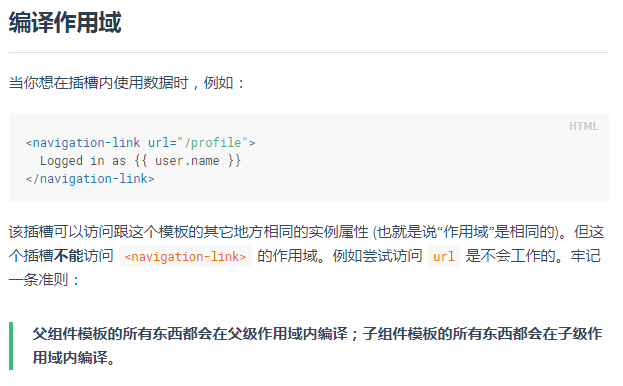 编译作用域
当你想在插槽内使用数据时，例如：
HTML
<navigation-link url="/profile">
  Logged in as {{ user.name }}
</navigation-link>
该插槽可以访问跟这个模板的其它地方相同的实例属性 (也就是说“作用域”是相同的)。但这
个插槽不能访问 <navigation-link> 的作用域。例如尝试访问 url 是不会工作的。牢记
一条准则：
父组件模板的所有东西都会在父级作用域内编译；子组件模板的所有东西都会在子级作
用域内编译。